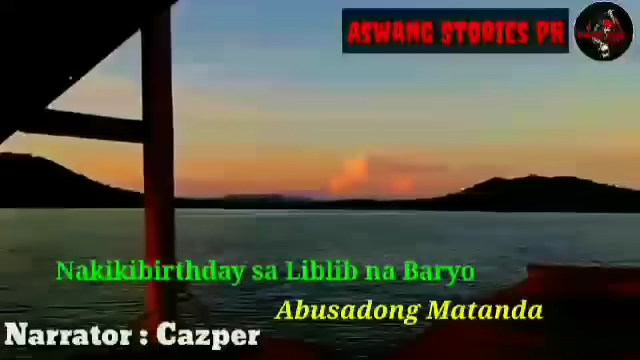 ASWANG STORIES PH
Nakikibirthday sa Liblib na Baryo
Abusadong Matanda
Narrator : Cazper